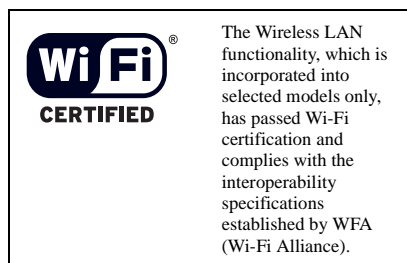 Wi Fi ®
CERTIFIED
The Wireless LAN
functionality, which is
incorporated into
selected models only,
has passed Wi-Fi
certification and
complies with the
interoperability
specifications
established by WFA
(Wi-Fi Alliance).